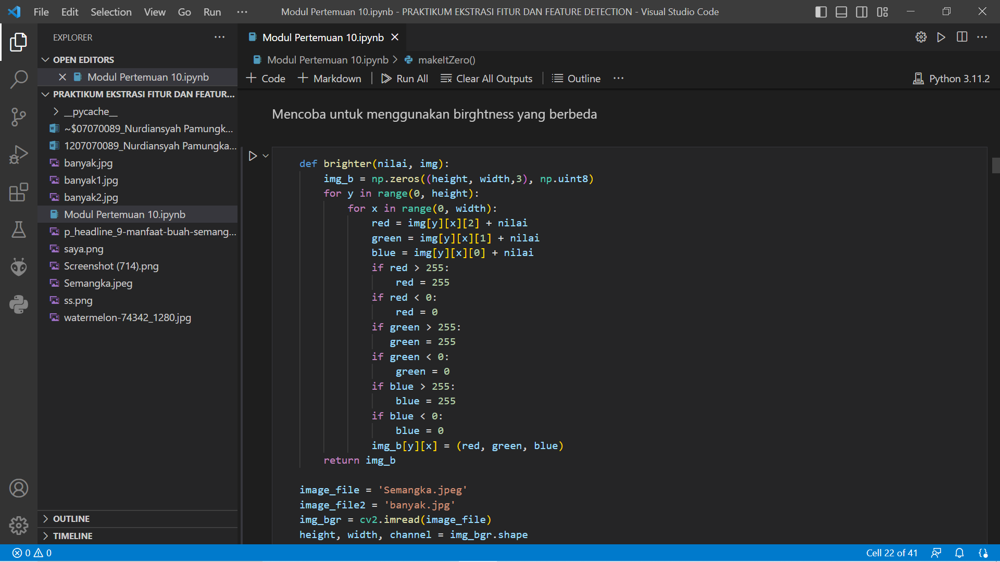 File Edit Selection View Go Run ···
Modul Pertemuan 10.ipynb - PRAKTIKUM EKSTRASI FITUR DAN FEATURE DETECTION - Visual Studio Code
EXPLORER
OPEN EDITORS
Modul Pertemuan 10.ipynb
PRAKTIKUM EKSTRASI FITUR DAN FEATUR...
__pycache__
~$07070089_Nurdiansyah Pamungk...
1207070089_Nurdiansyah Pamungka...
banyak.jpg
banyak1.jpg
banyak2.jpg
Modul Pertemuan 10.ipynb
p_headline_9-manfaat-buah-semang...
saya.png
Screenshot (714).png
Semangka.jpeg
ss.png
watermelon-74342_1280.jpg
OUTLINE
TIMELINE
Modul Pertemuan 10.ipynb
Modul Pertemuan 10.ipynb > makeItZero()
+ Code + Markdown | Run All Clear All Outputs | Outline ···
Python 3.11.2
Mencoba untuk menggunakan birghtness yang berbeda
def brighter(nilai, img):
    img_b = np.zeros((height, width,3), np.uint8)
    for y in range(0, height):
        for x in range(0, width):
            red = img[y][x][2] + nilai
            green = img[y][x][1] + nilai
            blue = img[y][x][0] + nilai
            if red > 255:
                red = 255
            if red < 0:
                red = 0
            if green > 255:
               green = 255
            if green < 0:
                green = 0
            if blue > 255:
                blue = 255
            if blue < 0:
                blue = 0
            img_b[y][x] = (red, green, blue)
    return img_b
image_file = 'Semangka.jpeg'
image_file2 = 'banyak.jpg'
img_bgr = cv2.imread(image_file)
height, width, channel = img_bgr.shape
0 0
Cell 22 of 41